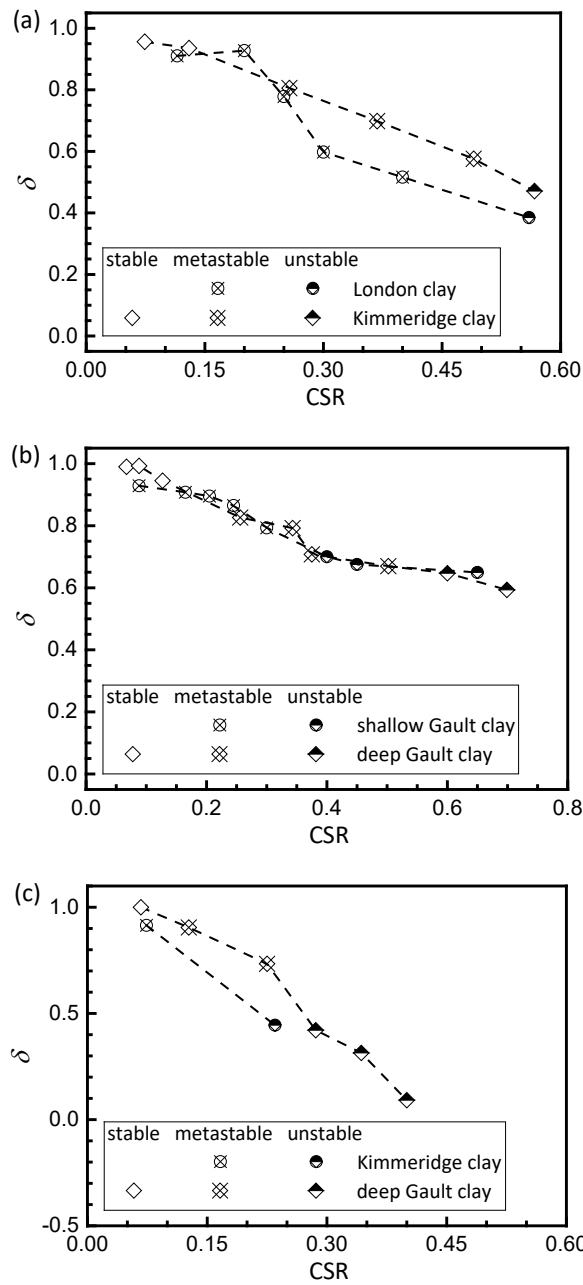 (a)
1.0
0.8
0.6
0.4
0.2
0.0
δ
stable metastable unstable
London clay
Kimmeridge clay
0.00 0.15 0.30 0.45 0.60
CSR
(b)
1.0
0.8
0.6
0.4
0.2
0.0
δ
stable metastable unstable
shallow Gault clay
deep Gault clay
0.0 0.2 0.4 0.6 0.8
CSR
(c)
1.0
0.5
0.0
-0.5
δ
stable metastable unstable
Kimmeridge clay
deep Gault clay
0.00 0.15 0.30 0.45 0.60
CSR